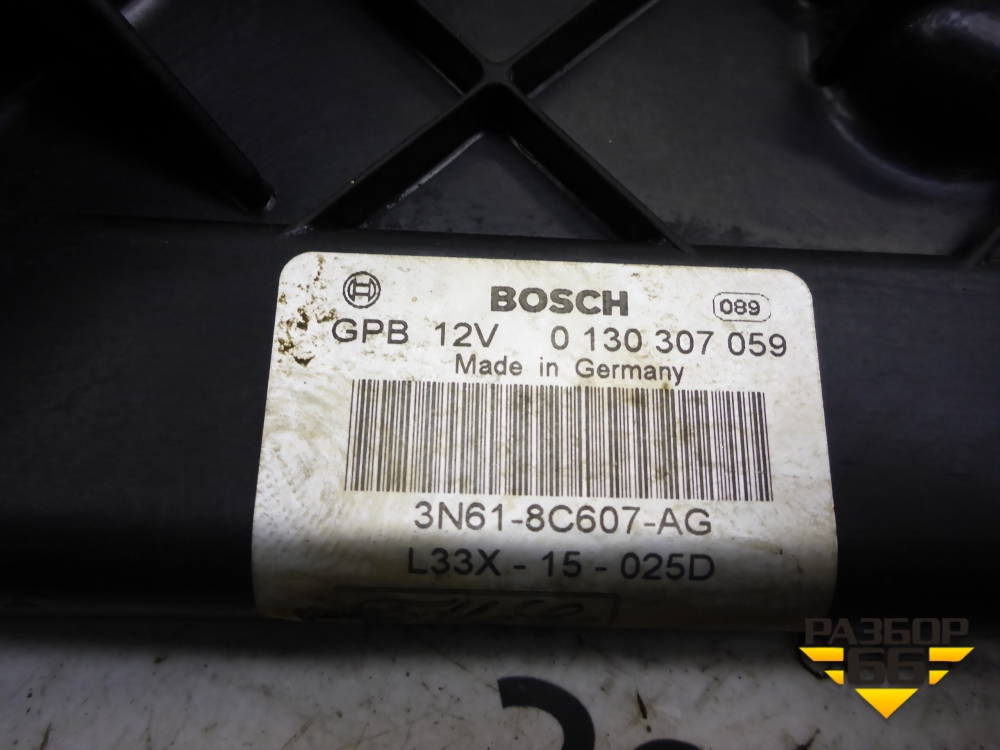 BOSCH 089
GPB 12V 0 130 307 059
Made in Germany
3N61-8C607-AG
L33X - 15 - 025D
РАЗБОР
66